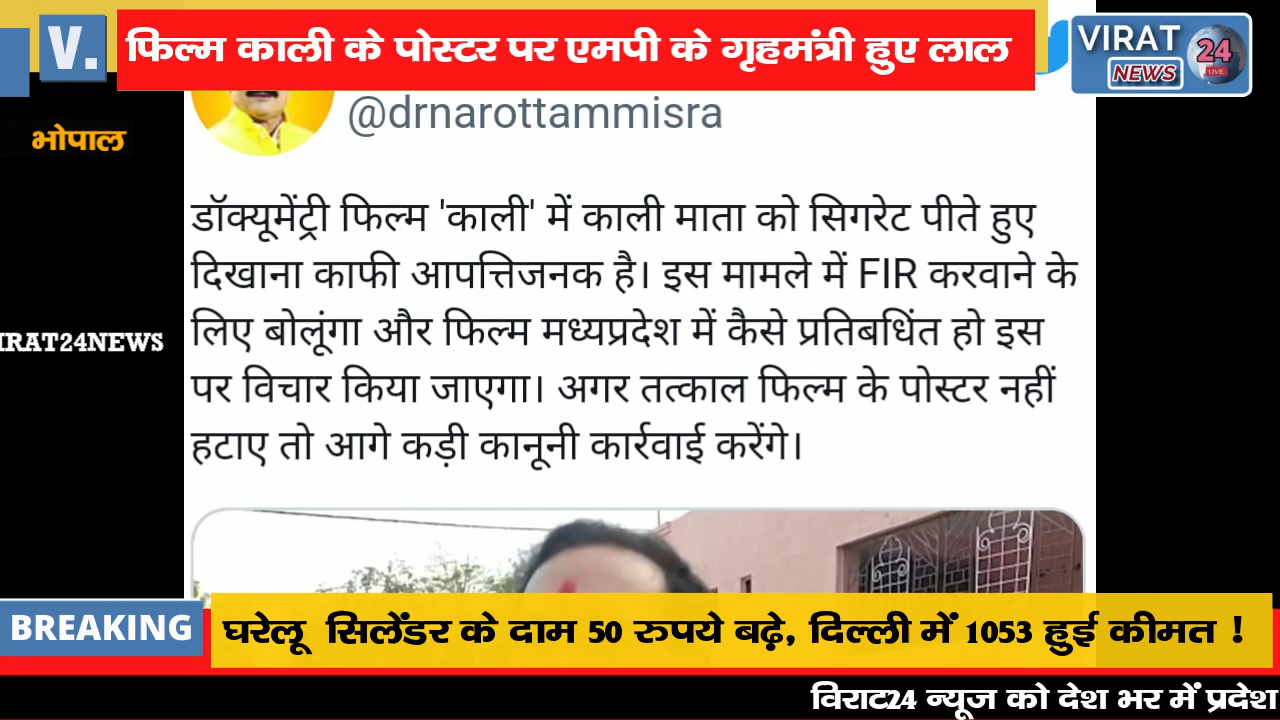 V.
फिल्म काली के पोस्टर पर एमपी के गृहमंत्री हुए लाल
VIRAT
24
NEWS
LIVE
@drnarottammisra
भोपाल
डॉक्यूमेंट्री फिल्म 'काली' में काली माता को सिगरेट पीते हुए
दिखाना काफी आपत्तिजनक है। इस मामले में FIR करवाने के
लिए बोलूंगा और फिल्म मध्यप्रदेश में कैसे प्रतिबधिंत हो इस
पर विचार किया जाएगा। अगर तत्काल फिल्म के पोस्टर नहीं
हटाए तो आगे कड़ी कानूनी कार्रवाई करेंगे।
IRAT24NEWS
BREAKING
घरेलू सिलेंडर के दाम 50 रुपये बढ़े, दिल्ली में 1053 हुई कीमत !
विराट24 न्यूज को देश भर में प्रदेश